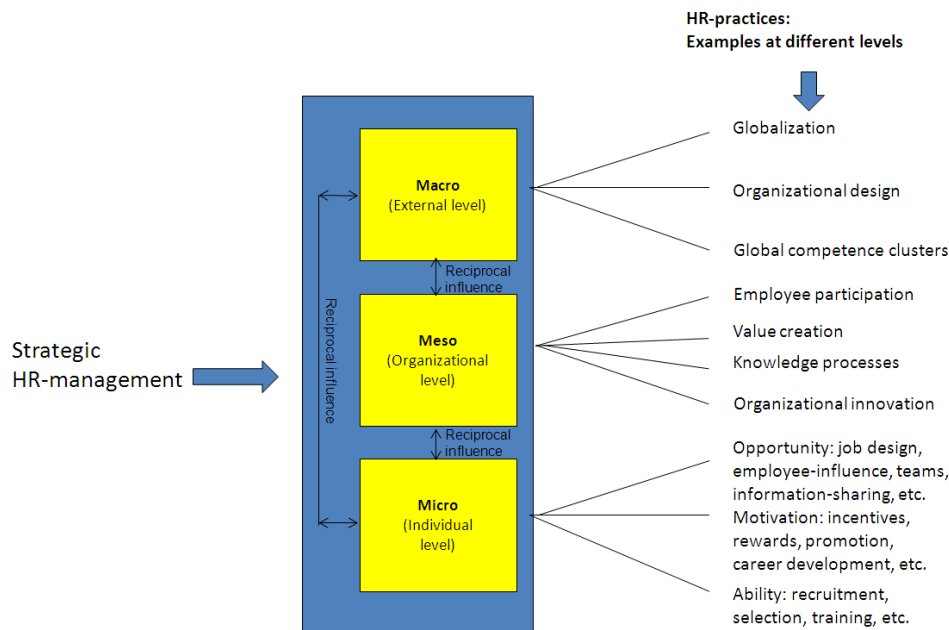 HR-practices:
Examples at different levels
Strategic
HR-management
Reciprocal influence
Macro
(External level)
Reciprocal
influence
Meso
(Organizational
level)
Reciprocal
influence
Micro
(Individual
level)
Globalization
Organizational design
Global competence clusters
Employee participation
Value creation
Knowledge processes
Organizational innovation
Opportunity: job design,
employee-influence, teams,
information-sharing, etc.
Motivation: incentives,
rewards, promotion,
career development, etc.
Ability: recruitment,
selection, training, etc.